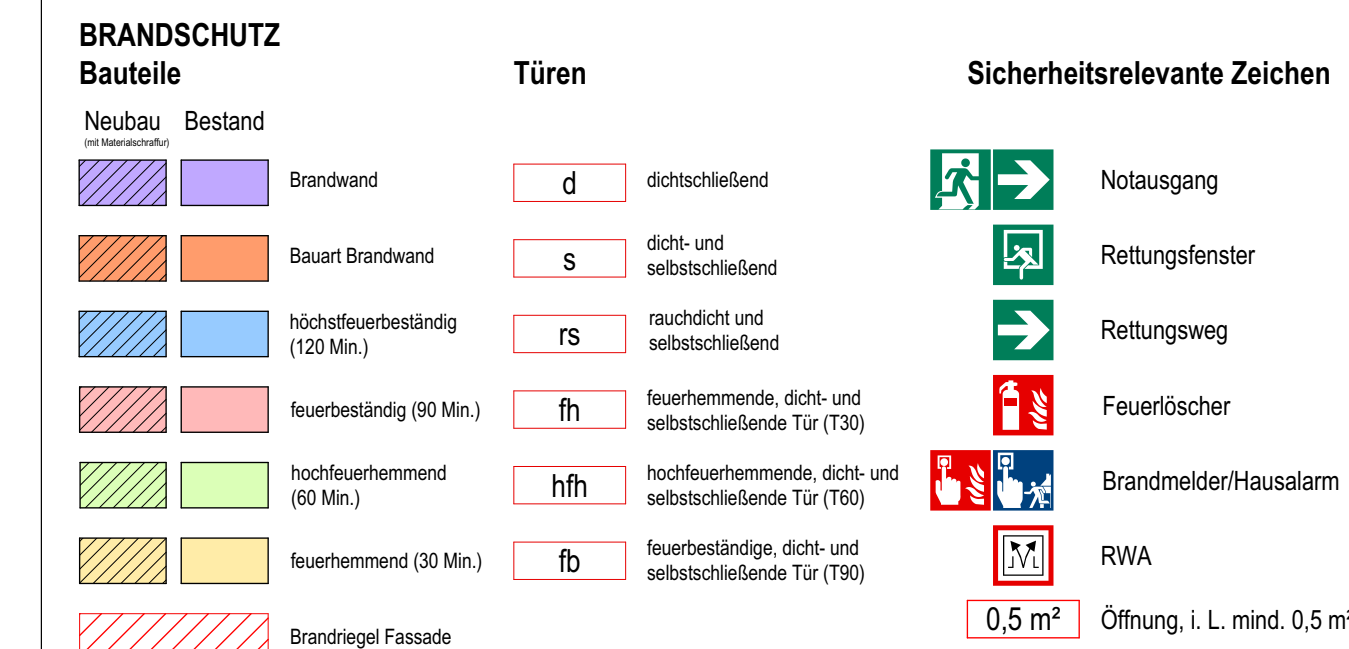 BRANDSCHUTZ
Bauteile
Neubau Bestand
(mit Materialschraffur)
Brandwand
Bauart Brandwand
höchstfeuerbeständig
(120 Min.)
feuerbeständig (90 Min.)
hochfeuerhemmend
(60 Min.)
feuerhemmend (30 Min.)
Brandriegel Fassade
Türen
d
dichtschließend
s
dicht- und
selbstschließend
rs
rauchdicht und
selbstschließend
fh
feuerhemmende, dicht- und
selbstschließende Tür (T30)
hfh
hochfeuerhemmende, dicht- und
selbstschließende Tür (T60)
fb
feuerbeständige, dicht- und
selbstschließende Tür (T90)
Sicherheitsrelevante Zeichen
Notausgang
Rettungsfenster
Rettungsweg
Feuerlöscher
Brandmelder/Hausalarm
RWA
0,5 m²
Öffnung, i. L. mind. 0,5 m²